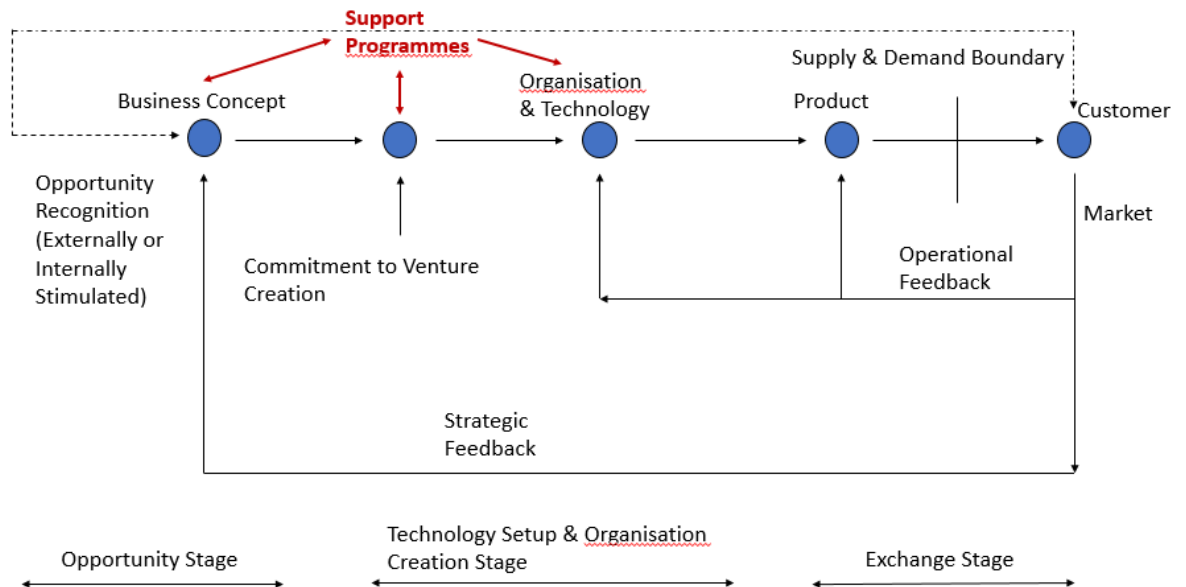 Support
Programmes
Supply & Demand Boundary
Organisation
& Technology
Business Concept
Product
Customer
Opportunity
Recognition
(Externally or
Internally
Stimulated)
Market
Commitment to Venture
Creation
Operational
Feedback
Strategic
Feedback
Opportunity Stage
Technology Setup & Organisation
Creation Stage
Exchange Stage